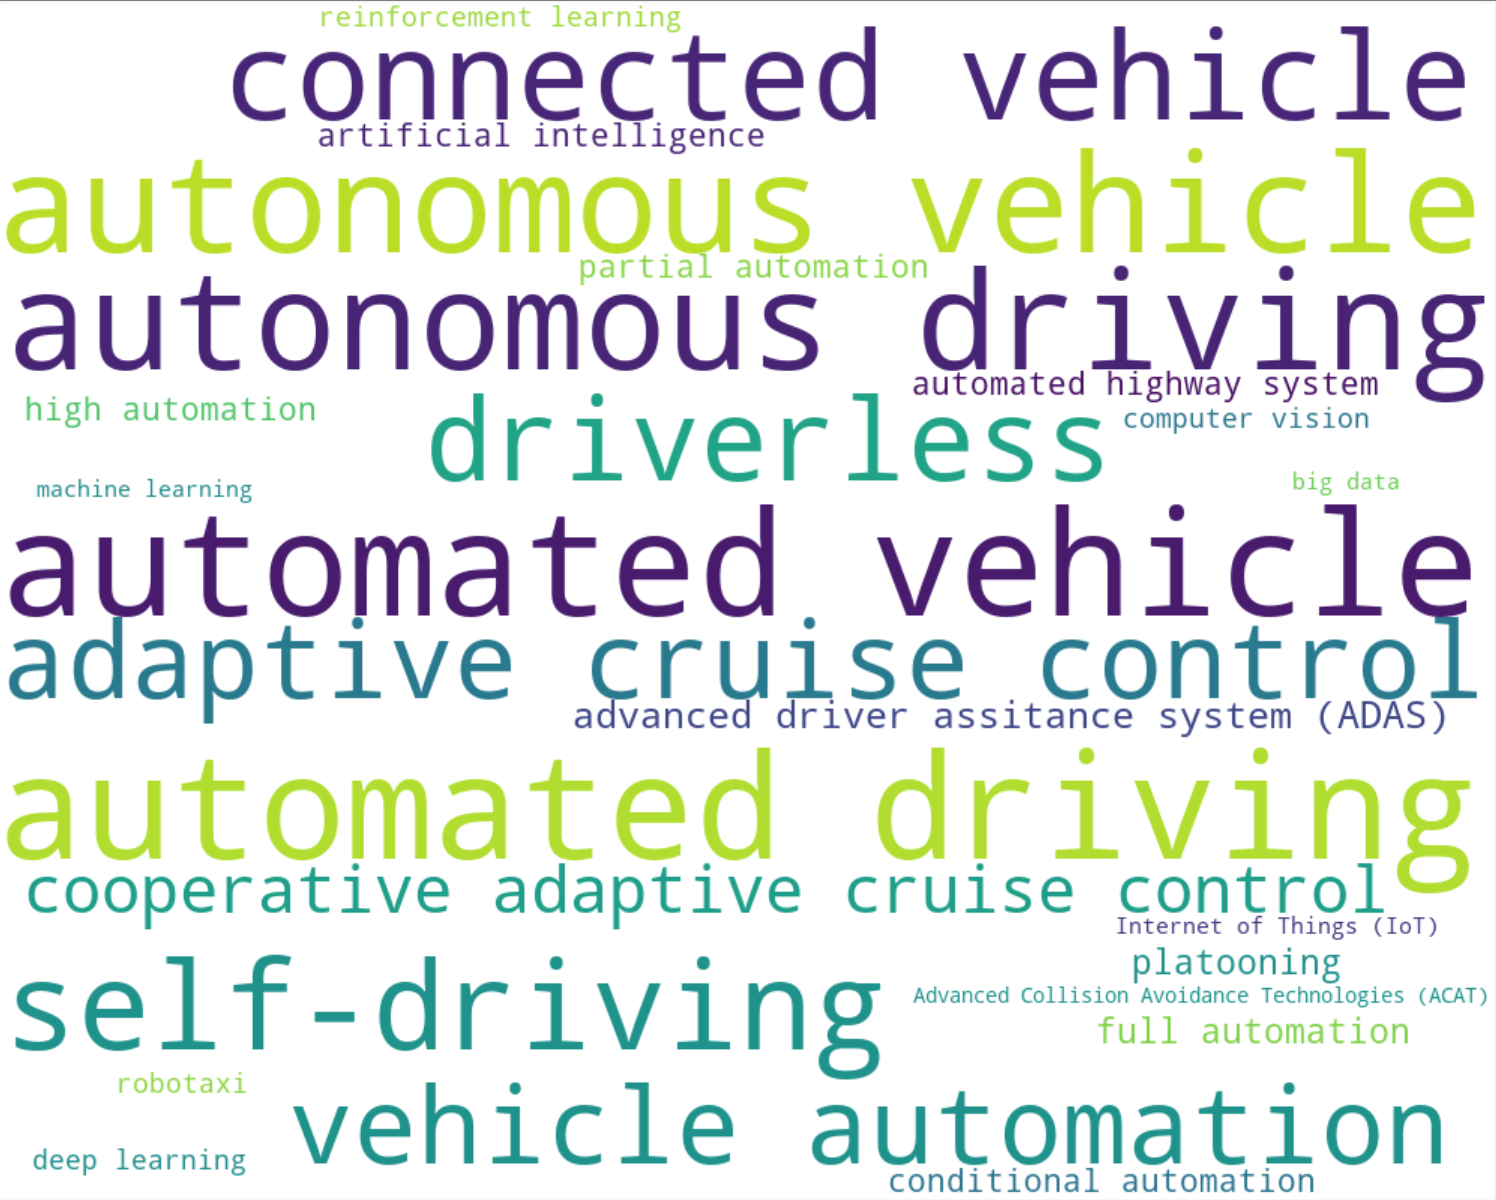 reinforcement learning
connected vehicle
artificial intelligence
autonomous vehicle
partial automation
autonomous driving
automated highway system
high automation
driverless
computer vision
machine learning
big data
automated vehicle
adaptive cruise control
advanced driver assitance system (ADAS)
automated driving
cooperative adaptive cruise control
Internet of Things (IoT)
platooning
self-driving
Advanced Collision Avoidance Technologies (ACAT)
full automation
robotaxi
vehicle automation
deep learning
conditional automation